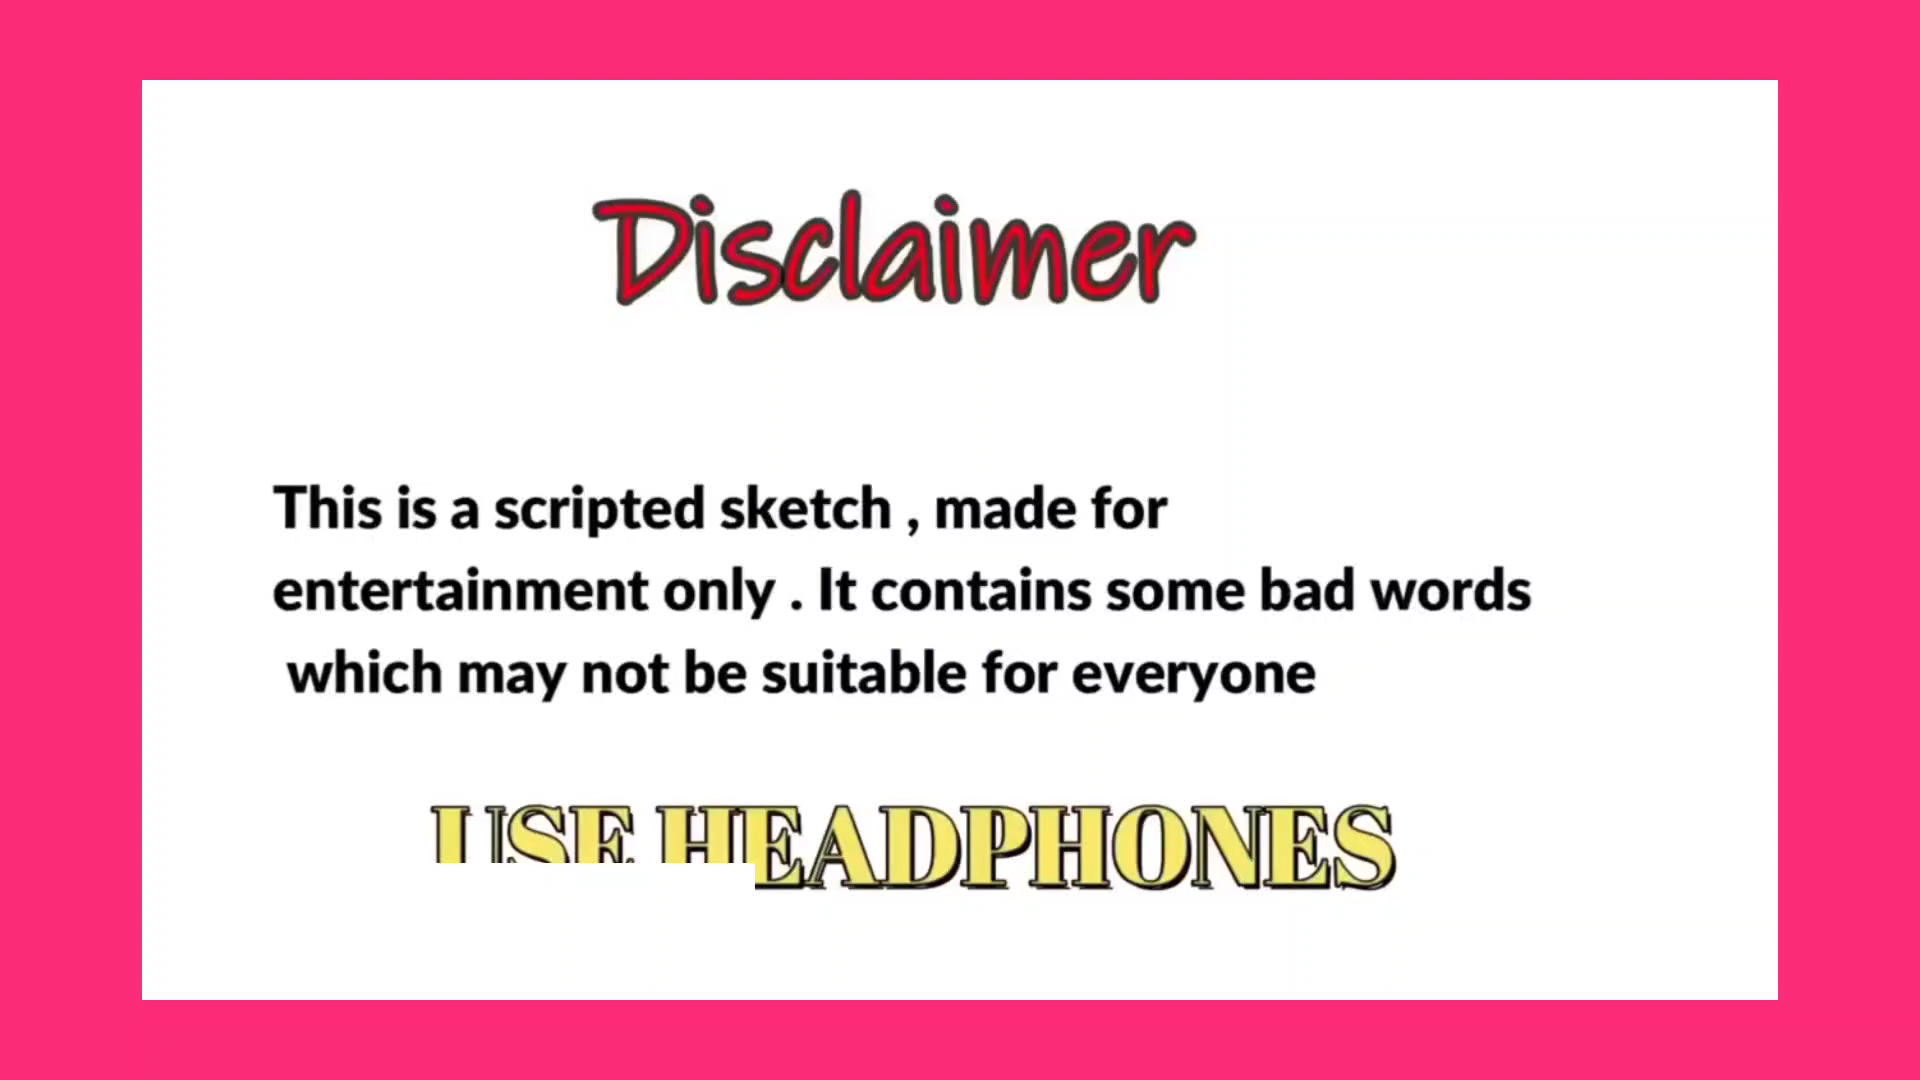 Disclaimer
This is a scripted sketch , made for
entertainment only . It contains some bad words
which may not be suitable for everyone
USE HEADPHONES